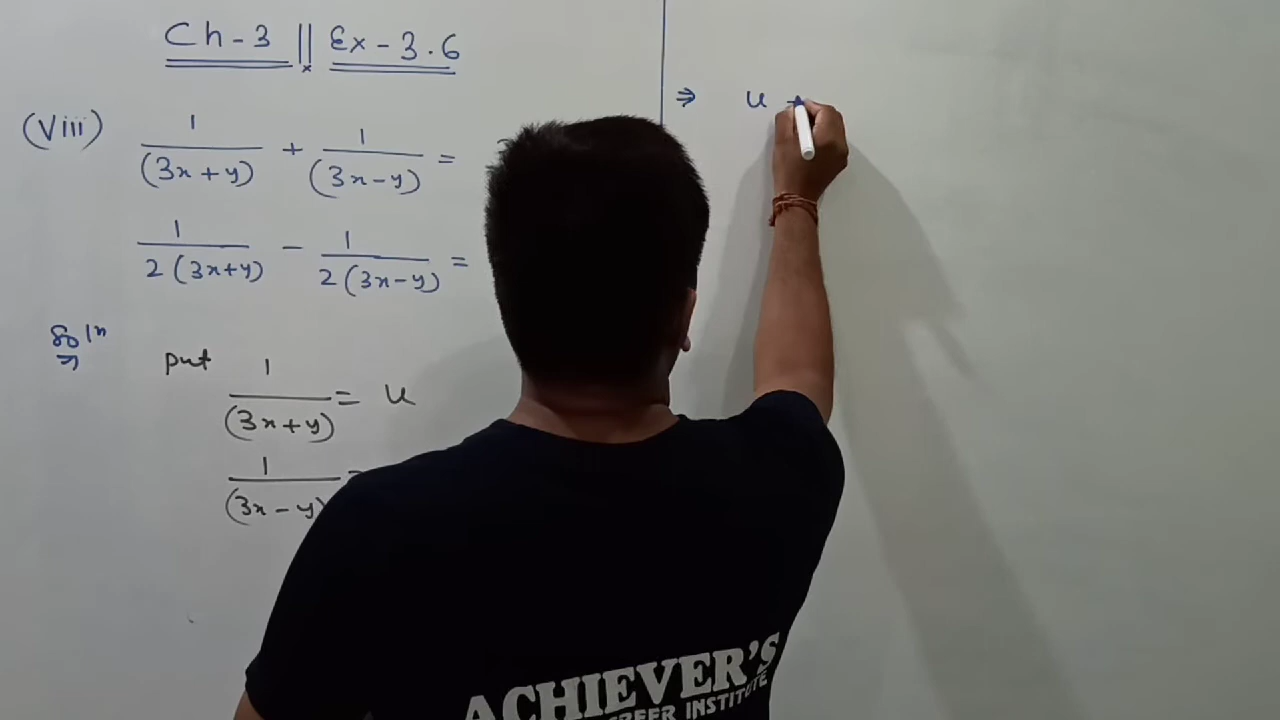 Ch-3 || Ex-3.6
(viii) 1/(3x+y) + 1/(3x-y) =
1/2(3x+y) - 1/2(3x-y) =
Soln
⇒
put 1/(3x+y) = u
1/(3x-y) =
⇒ u +
ACHIEVER'S
CAREER INSTITUTE